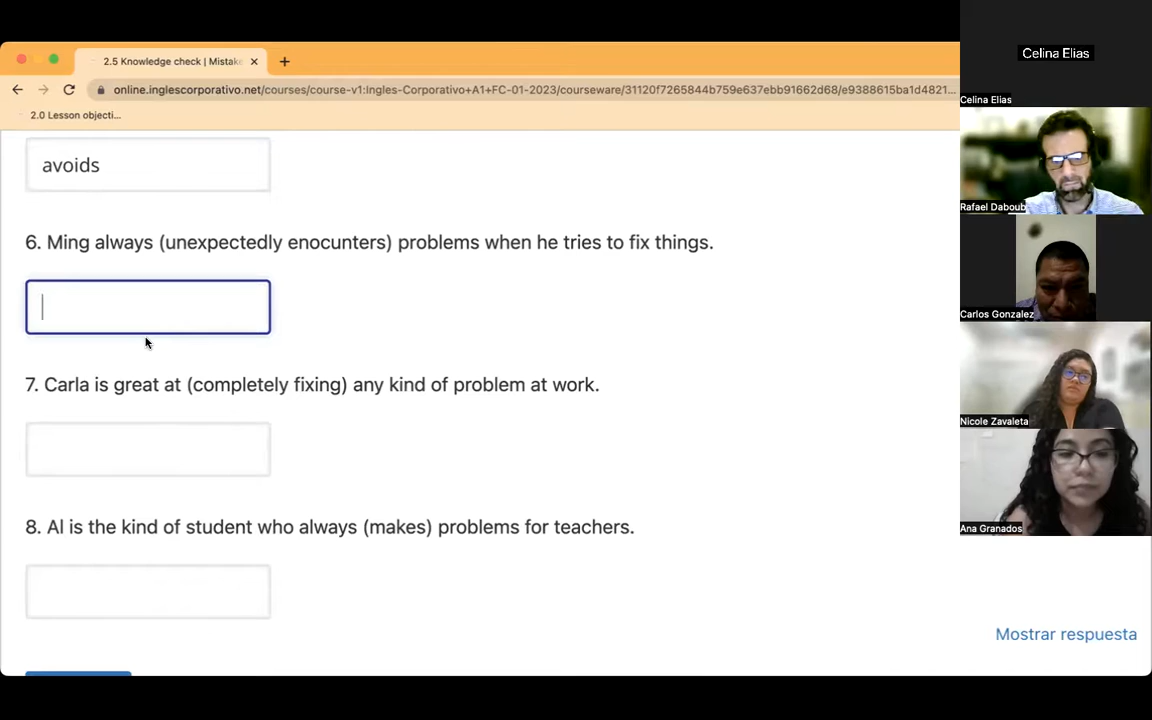 Celina Elias
2.5 Knowledge check | Mistake
online.inglescorporativo.net/courses/course-v1:Ingles-Corporativo+A1+FC-01-2023/courseware/31120f7265844b759e637ebb91662d68/e9388615ba1d4821...
Celina Elias
2.0 Lesson objecti...
avoids
Rafael Daboub
6. Ming always (unexpectedly enocunters) problems when he tries to fix things.
Carlos Gonzalez
7. Carla is great at (completely fixing) any kind of problem at work.
Nicole Zavaleta
8. Al is the kind of student who always (makes) problems for teachers.
Ana Granados
Mostrar respuesta